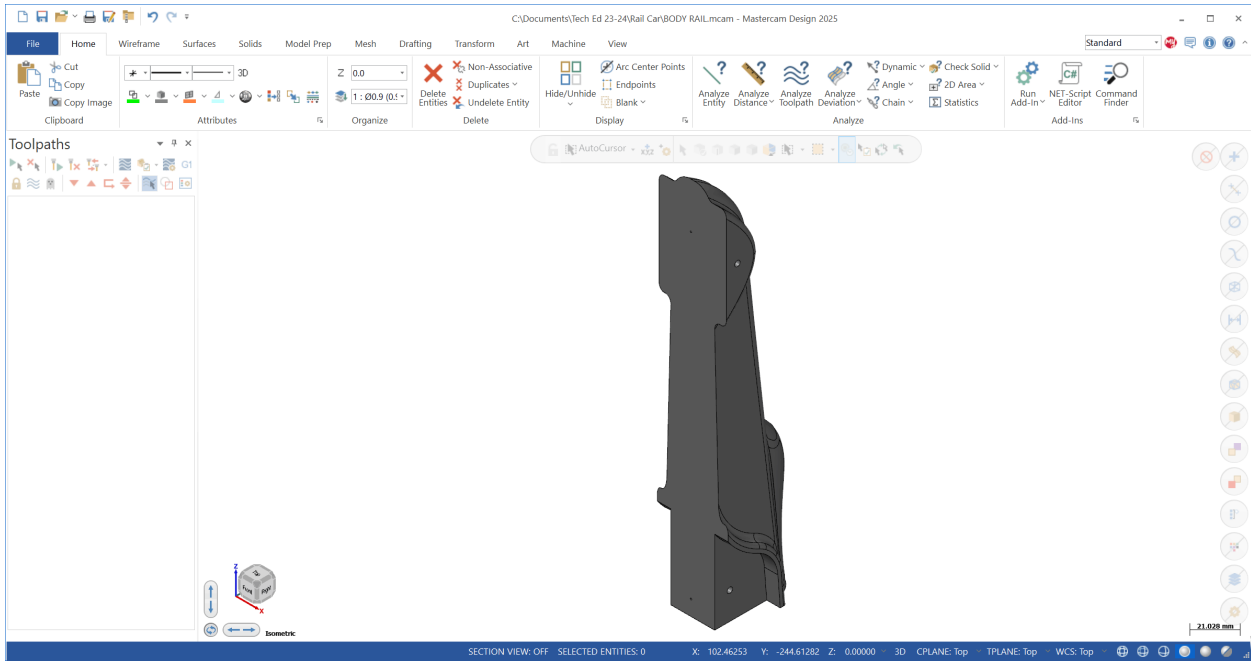 C:\Documents\Tech Ed 23-24\Rail Car\BODY RAIL.mcam - Mastercam Design 2025
File Home Wireframe Surfaces Solids Model Prep Mesh Drafting Transform Art Machine View Standard
Paste Cut Copy Copy Image
Clipboard
3D
Attributes
Z 0.0
Organize
Delete Entities Non-Associative Duplicates Undelete Entity
Delete
Hide/Unhide Arc Center Points Endpoints Blank
Display
Analyze Entity Analyze Distance Analyze Toolpath Analyze Deviation Dynamic Angle Chain Check Solid 2D Area Statistics
Analyze
Run Add-In NET-Script Editor Command Finder
Add-Ins
Toolpaths
G1
AutoCursor
Z
X
Isometric
21.028 mm
SECTION VIEW: OFF SELECTED ENTITIES: 0 X: 102.46253 Y: -244.61282 Z: 0.00000 3D CPLANE: Top TPLANE: Top WCS: Top